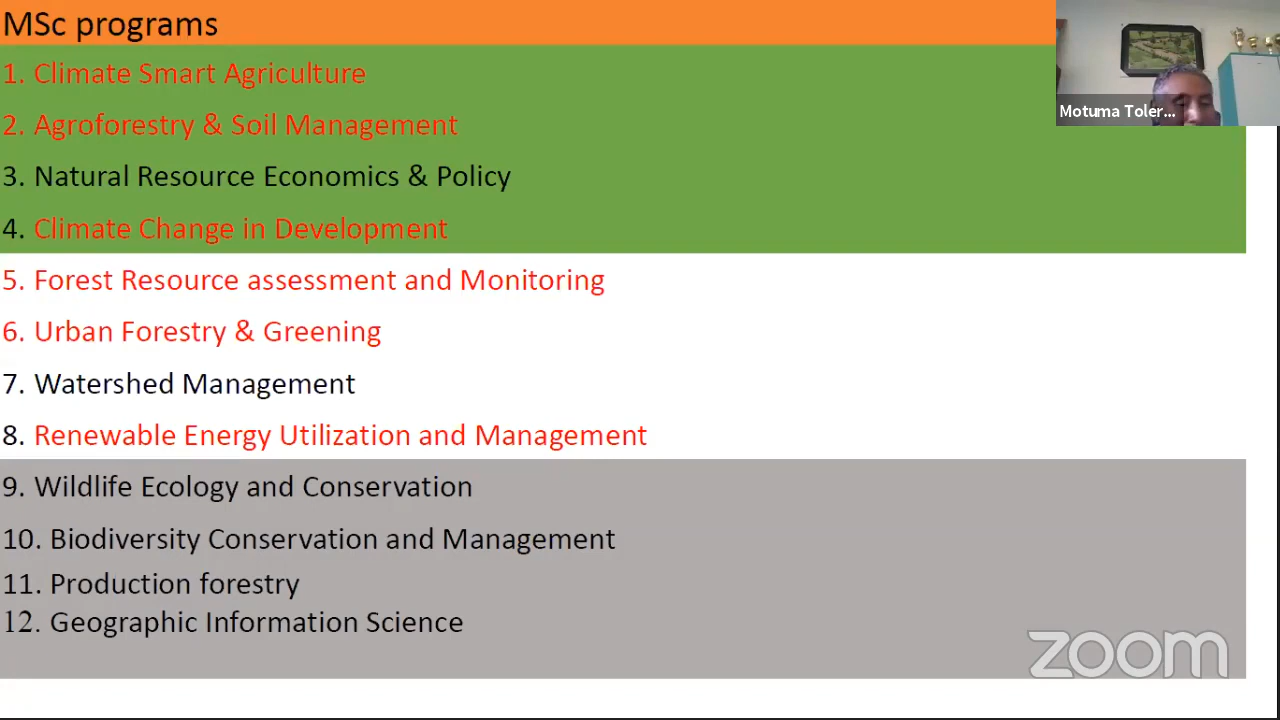 MSc programs
1. Climate Smart Agriculture
2. Agroforestry & Soil Management
3. Natural Resource Economics & Policy
4. Climate Change in Development
5. Forest Resource assessment and Monitoring
6. Urban Forestry & Greening
7. Watershed Management
8. Renewable Energy Utilization and Management
9. Wildlife Ecology and Conservation
10. Biodiversity Conservation and Management
11. Production forestry
12. Geographic Information Science
Motuma Toler...
zoom